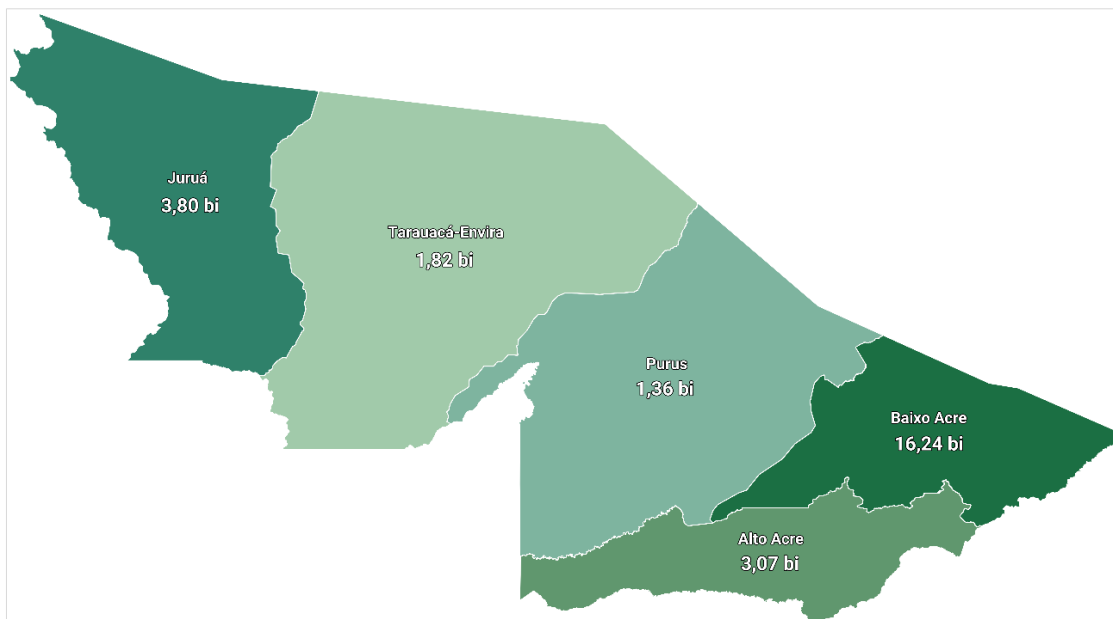 Juruá
3,80 bi
Tarauacá-Envira
1,82 bi
Purus
1,36 bi
Baixo Acre
16,24 bi
Alto Acre
3,07 bi